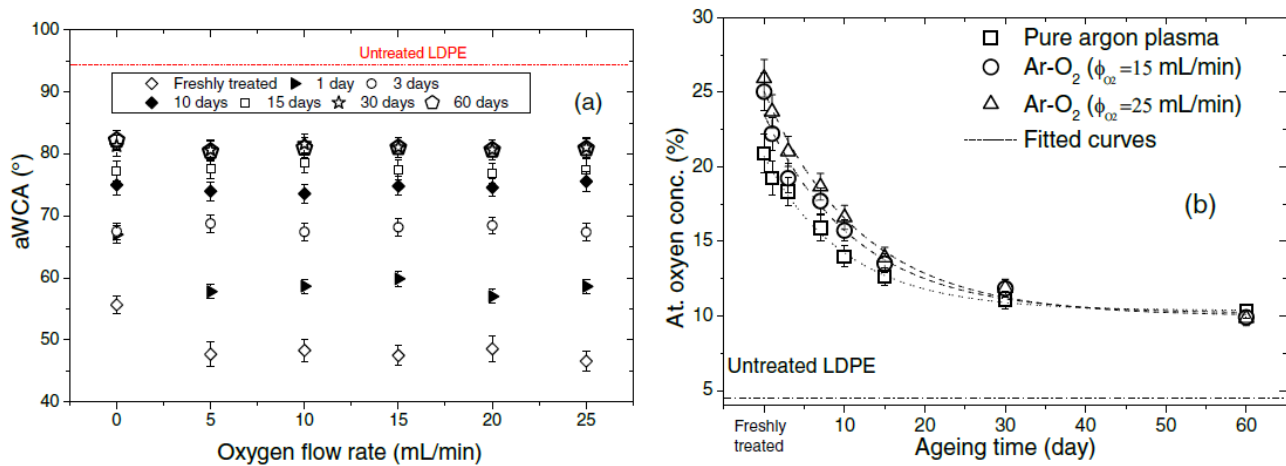 100
90
80
70
60
50
40
aWCA (°)
Untreated LDPE
Freshly treated 1 day 3 days
10 days 15 days 30 days 60 days
(a)
0 5 10 15 20 25
Oxygen flow rate (mL/min)
30
25
20
15
10
5
At. oxyen conc. (%)
Pure argon plasma
Ar-O₂ (ϕ_O₂ =15 mL/min)
Ar-O₂ (ϕ_O₂ =25 mL/min)
Fitted curves
(b)
Untreated LDPE
Freshly
treated
10 20 30 40 50 60
Ageing time (day)